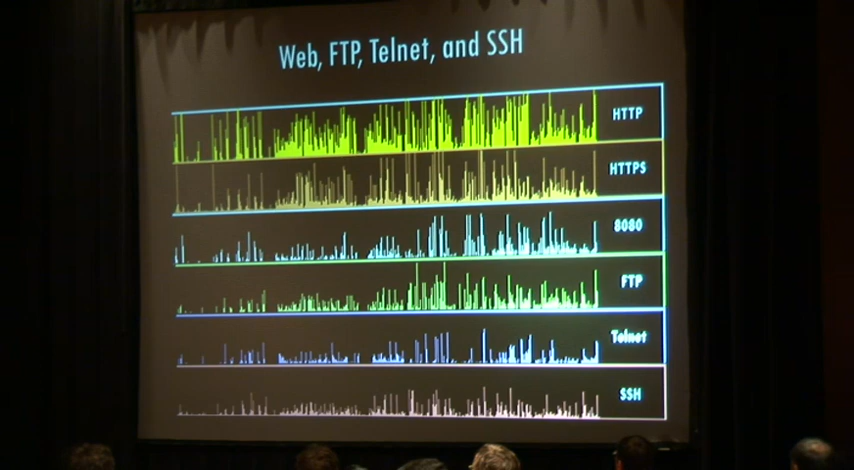 Web, FTP, Telnet, and SSH
HTTP
HTTPS
8080
FTP
Telnet
SSH